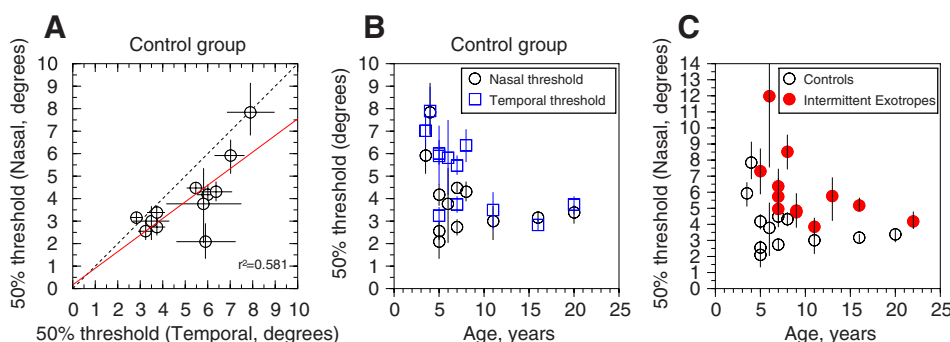 A
Control group
50% threshold (Nasal, degrees)
10
9
8
7
6
5
4
3
2
1
0
r²=0.581
0 1 2 3 4 5 6 7 8 9 10
50% threshold (Temporal, degrees)
B
Control group
50% threshold (degrees)
Nasal threshold
Temporal threshold
10
9
8
7
6
5
4
3
2
1
0
0 5 10 15 20 25
Age, years
C
50% threshold (Nasal, degrees)
Controls
Intermittent Exotropes
14
13
12
11
10
9
8
7
6
5
4
3
2
1
0
0 5 10 15 20 25
Age, years